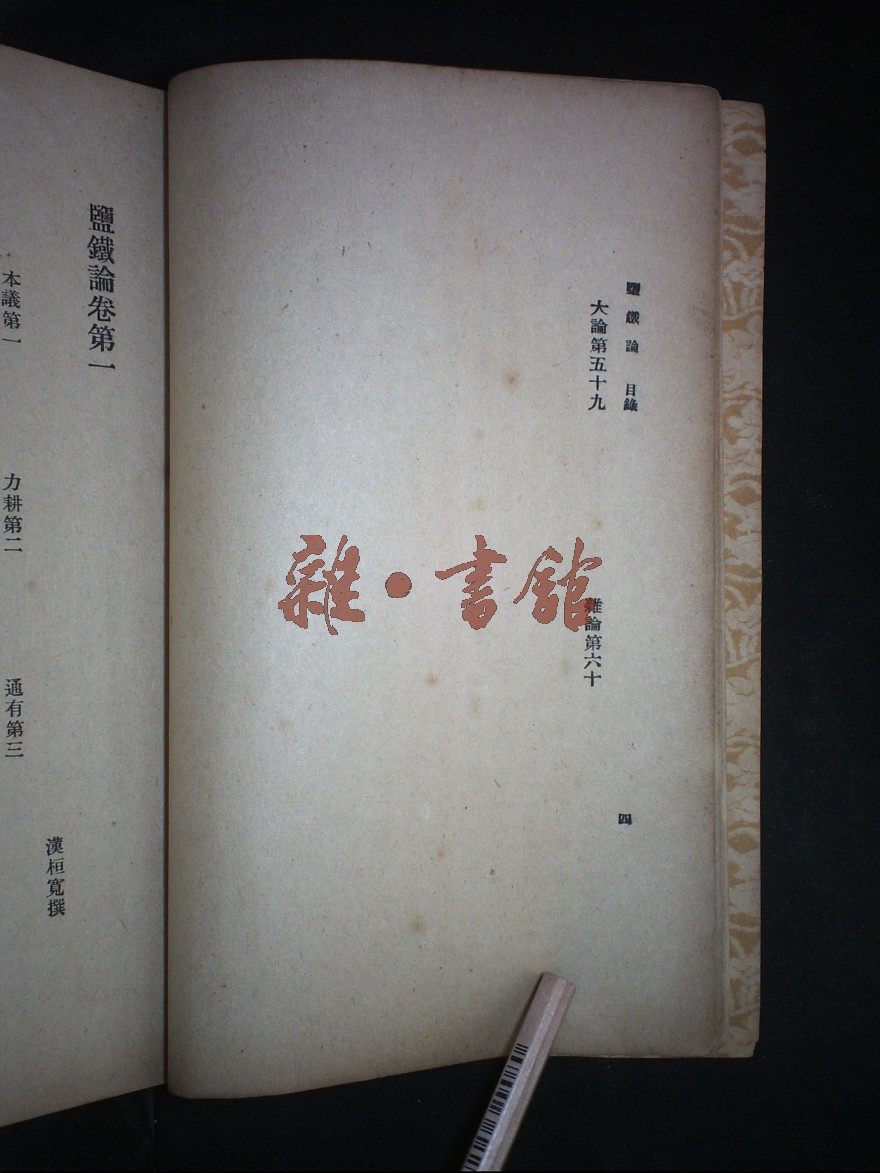 鹽鐵論 目錄
四
大論第五十九
雜論第六十
雜·書館
鹽鐵論卷第一
漢桓寬撰
本議第一
力耕第二
通有第三